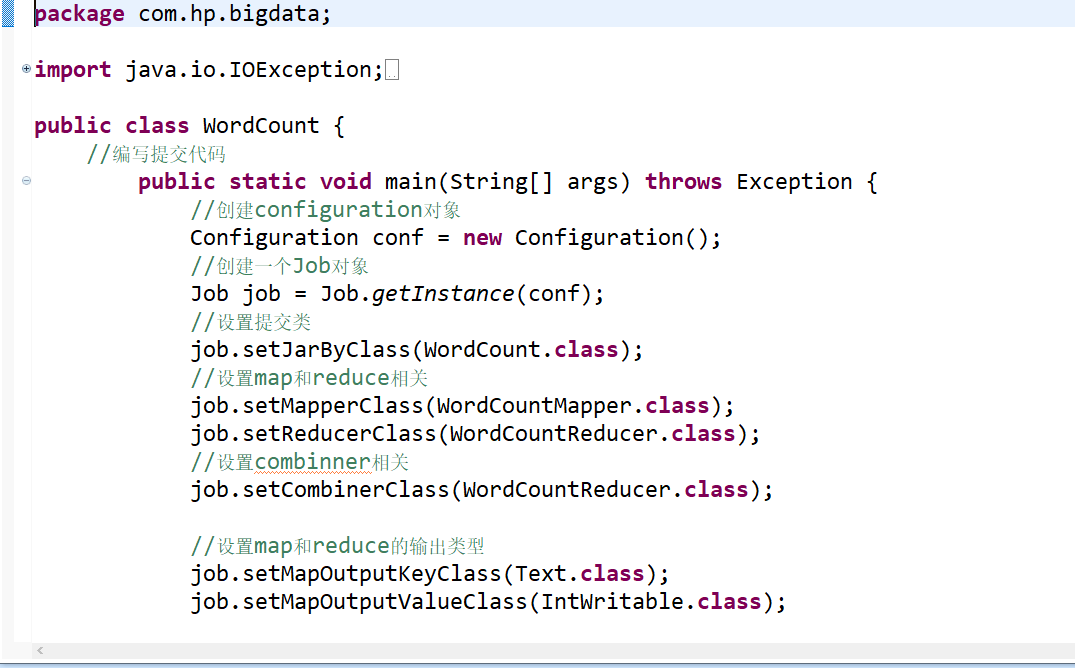 package com.hp.bigdata;
import java.io.IOException;
public class WordCount {
//编写提交代码
public static void main(String[] args) throws Exception {
//创建configuration对象
Configuration conf = new Configuration();
//创建一个Job对象
Job job = Job.getInstance(conf);
//设置提交类
job.setJarByClass(WordCount.class);
//设置map和reduce相关
job.setMapperClass(WordCountMapper.class);
job.setReducerClass(WordCountReducer.class);
//设置combinner相关
job.setCombinerClass(WordCountReducer.class);
//设置map和reduce的输出类型
job.setMapOutputKeyClass(Text.class);
job.setMapOutputValueClass(IntWritable.class);